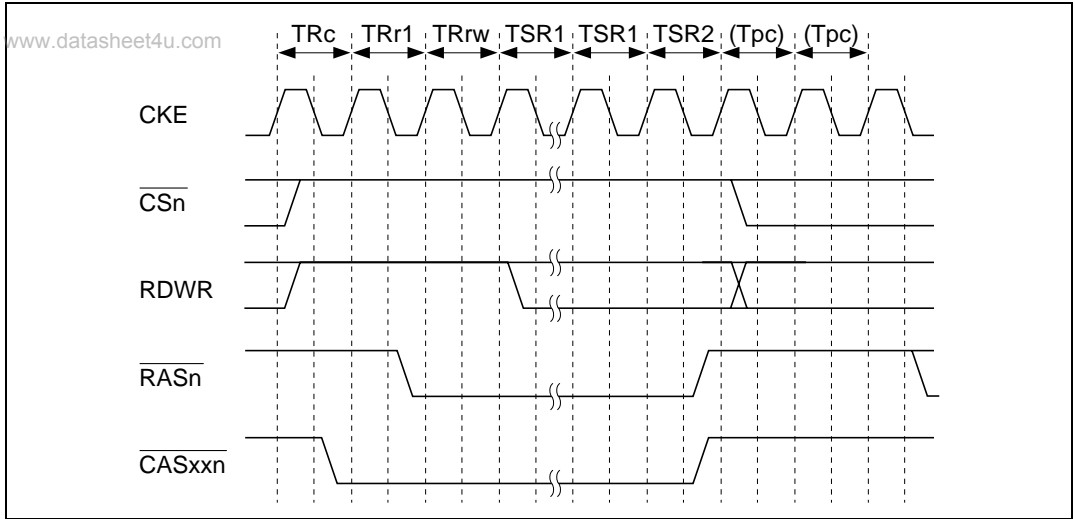 www.datasheet4u.com
TRc TRr1 TRrw TSR1 TSR1 TSR2 (Tpc) (Tpc)
CKE
CSn
RDWR
RASn
CASxxn